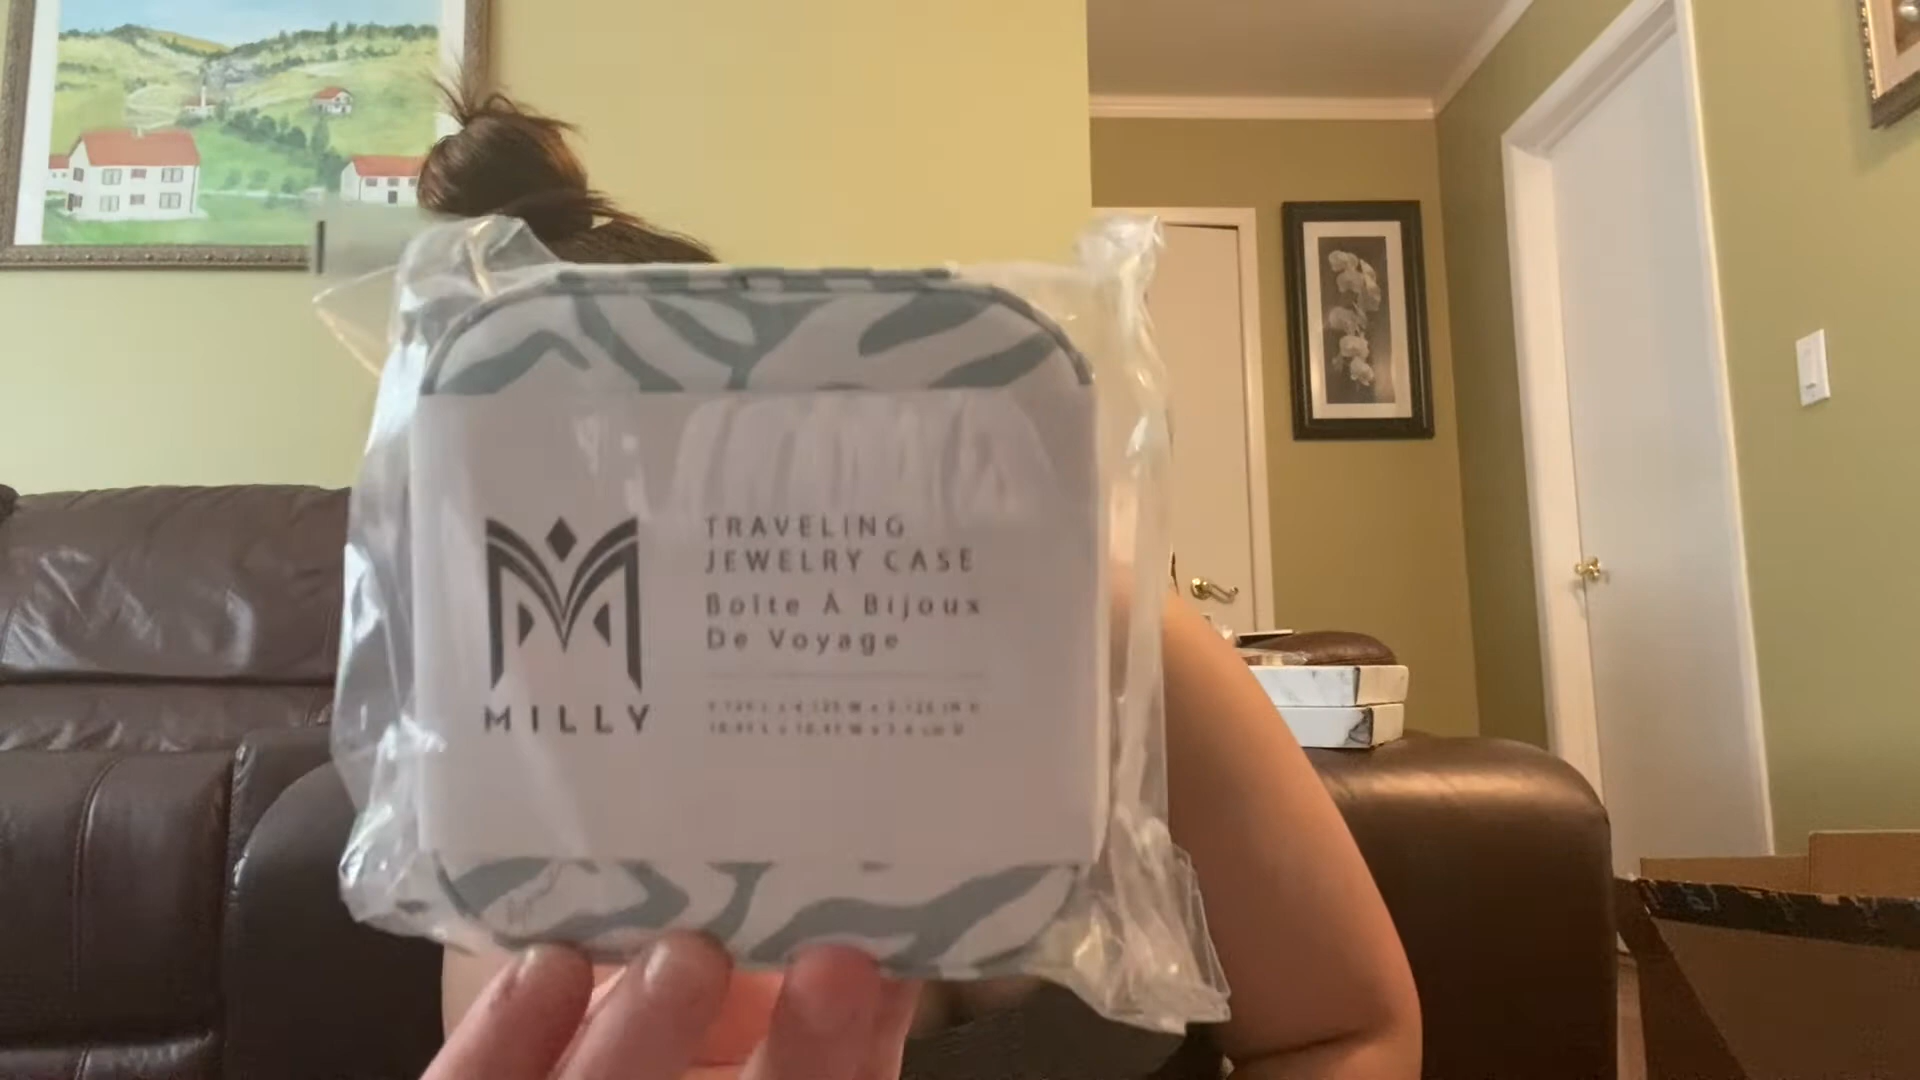 MILLY
TRAVELING
JEWELRY CASE
Boîte À Bijoux
De Voyage